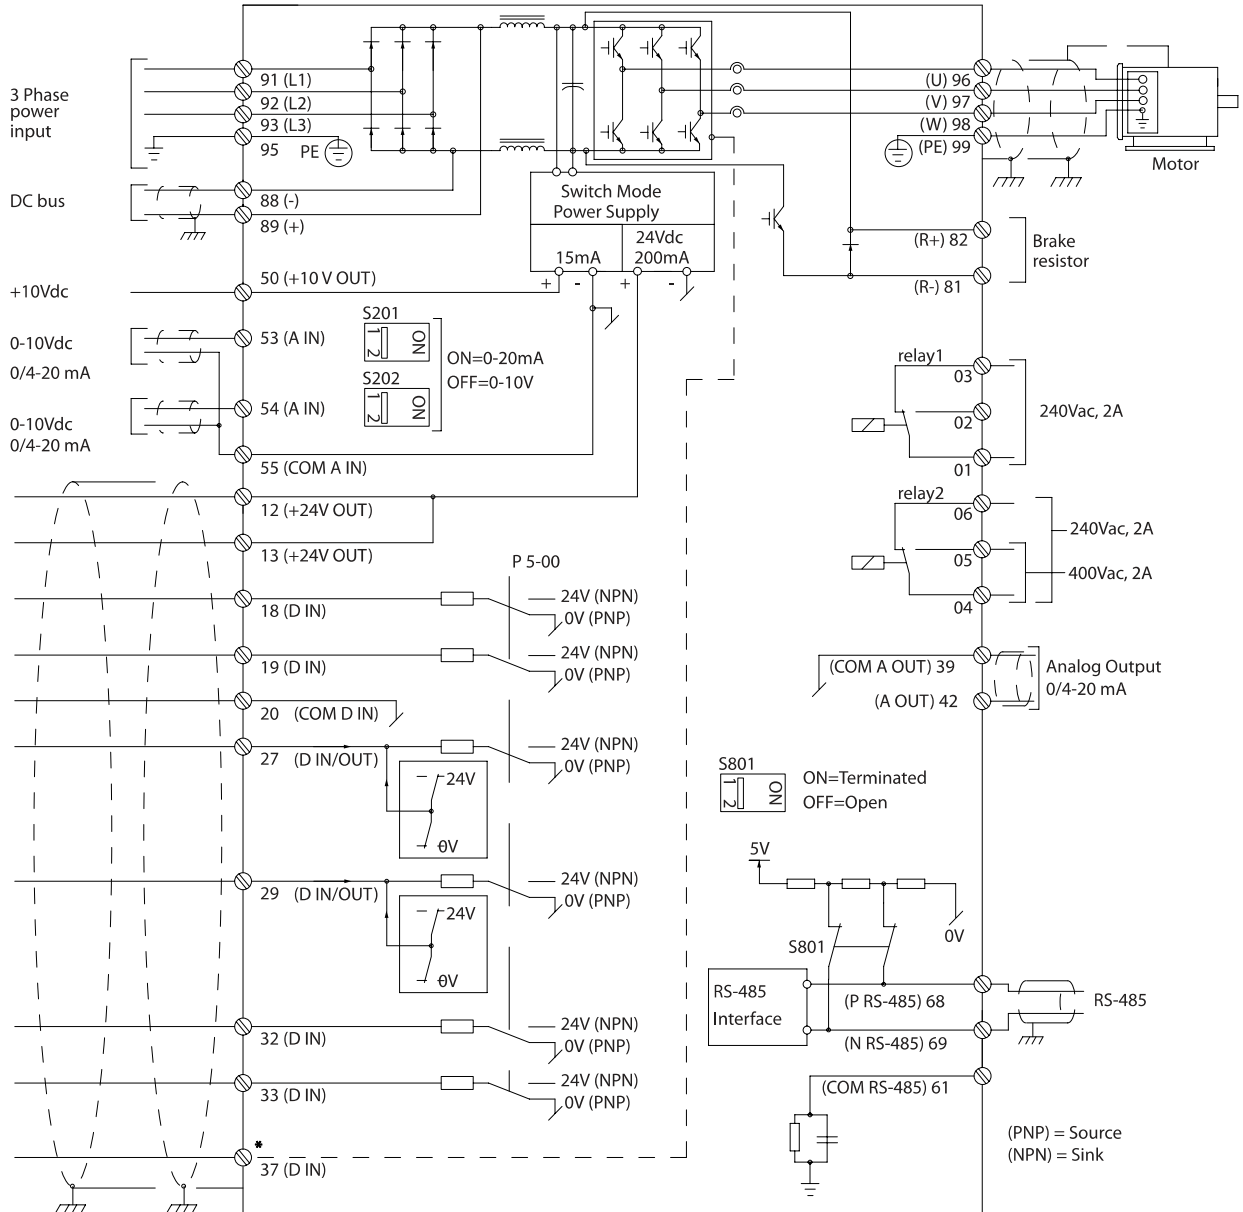 3 Phase
power
input
91 (L1)
92 (L2)
93 (L3)
95
PE
DC bus
88 (-)
89 (+)
Switch Mode
Power Supply
24Vdc
15mA
200mA
+
-
+
-
(U) 96
(V) 97
(W) 98
(PE) 99
Motor
(R+) 82
(R-) 81
Brake
resistor
50 (+10 V OUT)
+10Vdc
S201
1
2
ON
53 (A IN)
0-10Vdc
0/4-20 mA
ON=0-20mA
OFF=0-10V
S202
1
2
ON
54 (A IN)
0-10Vdc
0/4-20 mA
55 (COM A IN)
12 (+24V OUT)
13 (+24V OUT)
relay1
03
02
01
240Vac, 2A
relay2
06
05
04
240Vac, 2A
400Vac, 2A
P 5-00
18 (D IN)
24V (NPN)
0V (PNP)
19 (D IN)
24V (NPN)
0V (PNP)
20 (COM D IN)
27 (D IN/OUT)
24V (NPN)
0V (PNP)
24V
0V
29 (D IN/OUT)
24V (NPN)
0V (PNP)
24V
0V
32 (D IN)
24V (NPN)
0V (PNP)
33 (D IN)
24V (NPN)
0V (PNP)
*
37 (D IN)
(COM A OUT) 39
(A OUT) 42
Analog Output
0/4-20 mA
S801
1
2
ON
ON=Terminated
OFF=Open
5V
S801
0V
RS-485
Interface
(P RS-485) 68
(N RS-485) 69
RS-485
(COM RS-485) 61
(PNP) = Source
(NPN) = Sink